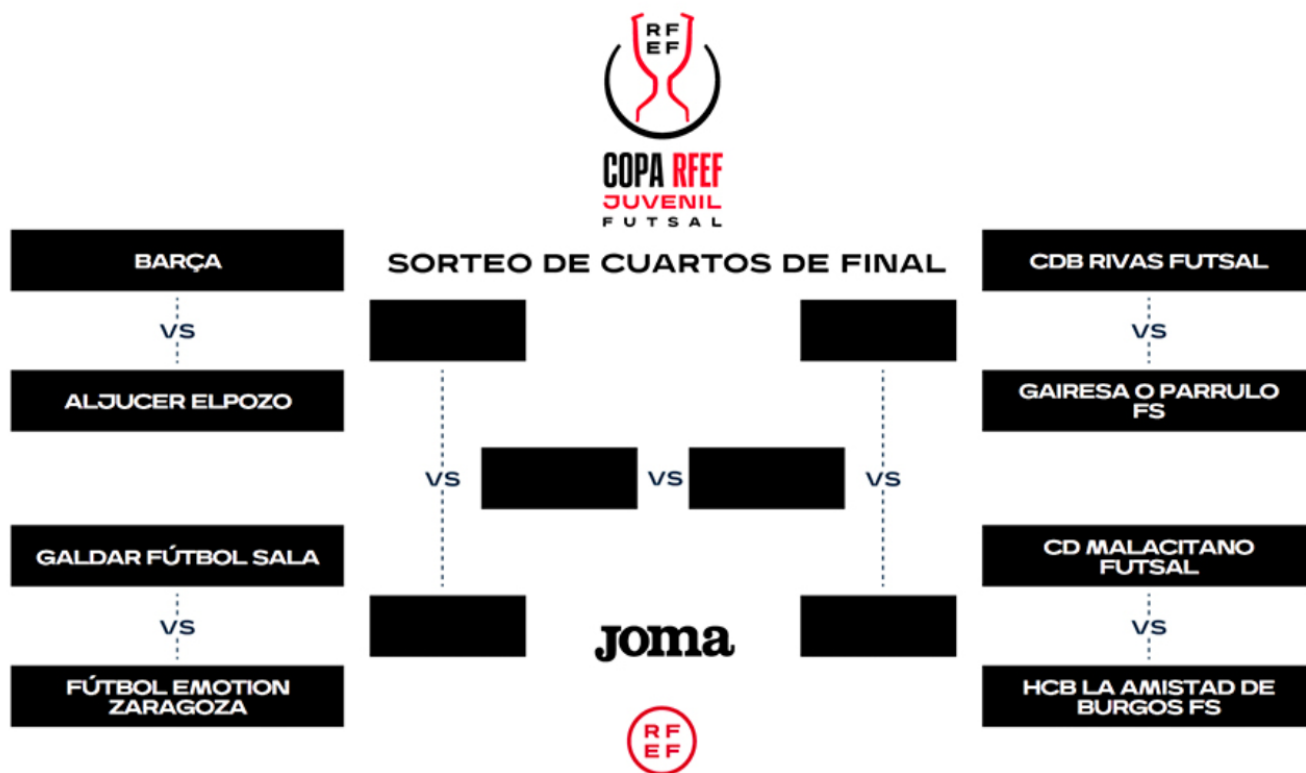 RF
EF
COPA RFEF
JUVENIL
FUTSAL
SORTEO DE CUARTOS DE FINAL
BARÇA
VS
ALJUCER ELPOZO
GALDAR FÚTBOL SALA
VS
FÚTBOL EMOTION
ZARAGOZA
VS
VS
VS
CDB RIVAS FUTSAL
VS
GAIRESA O PARRULO
FS
CD MALACITANO
FUTSAL
VS
HCB LA AMISTAD DE
BURGOS FS
Joma
RF
EF